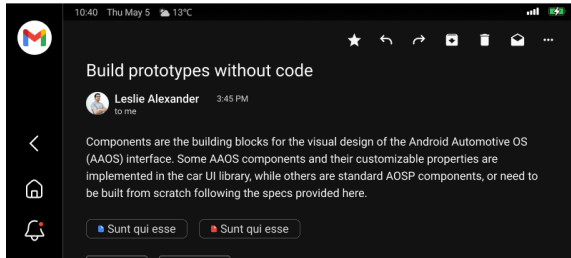 10:40 Thu May 5 13°C
Build prototypes without code
Leslie Alexander 3:45 PM
to me
Components are the building blocks for the visual design of the Android Automotive OS
(AAOS) interface. Some AAOS components and their customizable properties are
implemented in the car UI library, while others are standard AOSP components, or need to
be built from scratch following the specs provided here.
Sunt qui esse Sunt qui esse